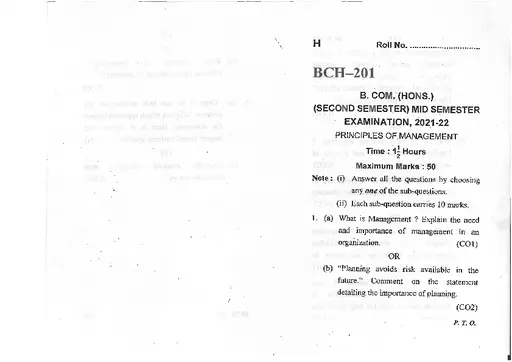 H Roll No. ..............................
BCH–201
B. COM. (HONS.)
(SECOND SEMESTER) MID SEMESTER
EXAMINATION, 2021-22
PRINCIPLES OF MANAGEMENT
Time : 1½ Hours
Maximum Marks : 50
Note : (i) Answer all the questions by choosing
any one of the sub-questions.
(ii) Each sub-question carries 10 marks.
1. (a) What is Management ? Explain the need
and importance of management in an
organization. (CO1)
OR
(b) “Planning avoids risk available in the
future.” Comment on the statement
detailing the importance of planning.
(CO2)
P. T. O.